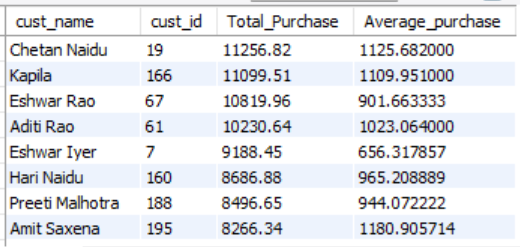 cust_name cust_id Total_Purchase Average_purchase
Chetan Naidu 19 11256.82 1125.682000
Kapila 166 11099.51 1109.951000
Eshwar Rao 67 10819.96 901.663333
Aditi Rao 61 10230.64 1023.064000
Eshwar Iyer 7 9188.45 656.317857
Hari Naidu 160 8686.88 965.208889
Preeti Malhotra 188 8496.65 944.072222
Amit Saxena 195 8266.34 1180.905714